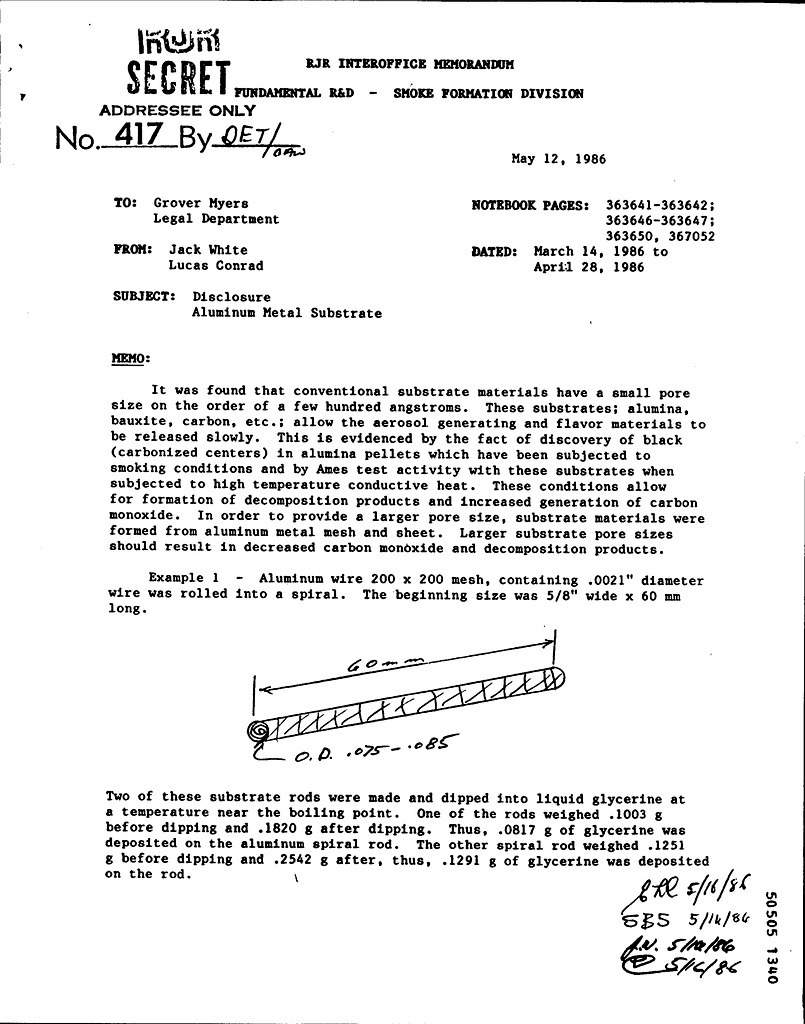 RJR
SECRET
ADDRESSEE ONLY
No. 417 By DET/
RJR INTEROFFICE MEMORANDUM
FUNDAMENTAL R&D - SMOKE FORMATION DIVISION
May 12, 1986
TO: Grover Myers
Legal Department
NOTEBOOK PAGES: 363641-363642;
363646-363647;
363650, 367052
FROM: Jack White
Lucas Conrad
DATED: March 14, 1986 to
April 28, 1986
SUBJECT: Disclosure
Aluminum Metal Substrate
MEMO:
It was found that conventional substrate materials have a small pore
size on the order of a few hundred angstroms. These substrates; alumina,
bauxite, carbon, etc.; allow the aerosol generating and flavor materials to
be released slowly. This is evidenced by the fact of discovery of black
(carbonized centers) in alumina pellets which have been subjected to
smoking conditions and by Ames test activity with these substrates when
subjected to high temperature conductive heat. These conditions allow
for formation of decomposition products and increased generation of carbon
monoxide. In order to provide a larger pore size, substrate materials were
formed from aluminum metal mesh and sheet. Larger substrate pore sizes
should result in decreased carbon monoxide and decomposition products.
Example 1 - Aluminum wire 200 x 200 mesh, containing .0021" diameter
wire was rolled into a spiral. The beginning size was 5/8" wide x 60 mm
long.
60 mm
O.D. .075-.085
Two of these substrate rods were made and dipped into liquid glycerine at
a temperature near the boiling point. One of the rods weighed .1003 g
before dipping and .1820 g after dipping. Thus, .0817 g of glycerine was
deposited on the aluminum spiral rod. The other spiral rod weighed .1251
g before dipping and .2542 g after, thus, .1291 g of glycerine was deposited
on the rod.
5/16/86
SBS 5/16/86
5/16/86
50505 1340